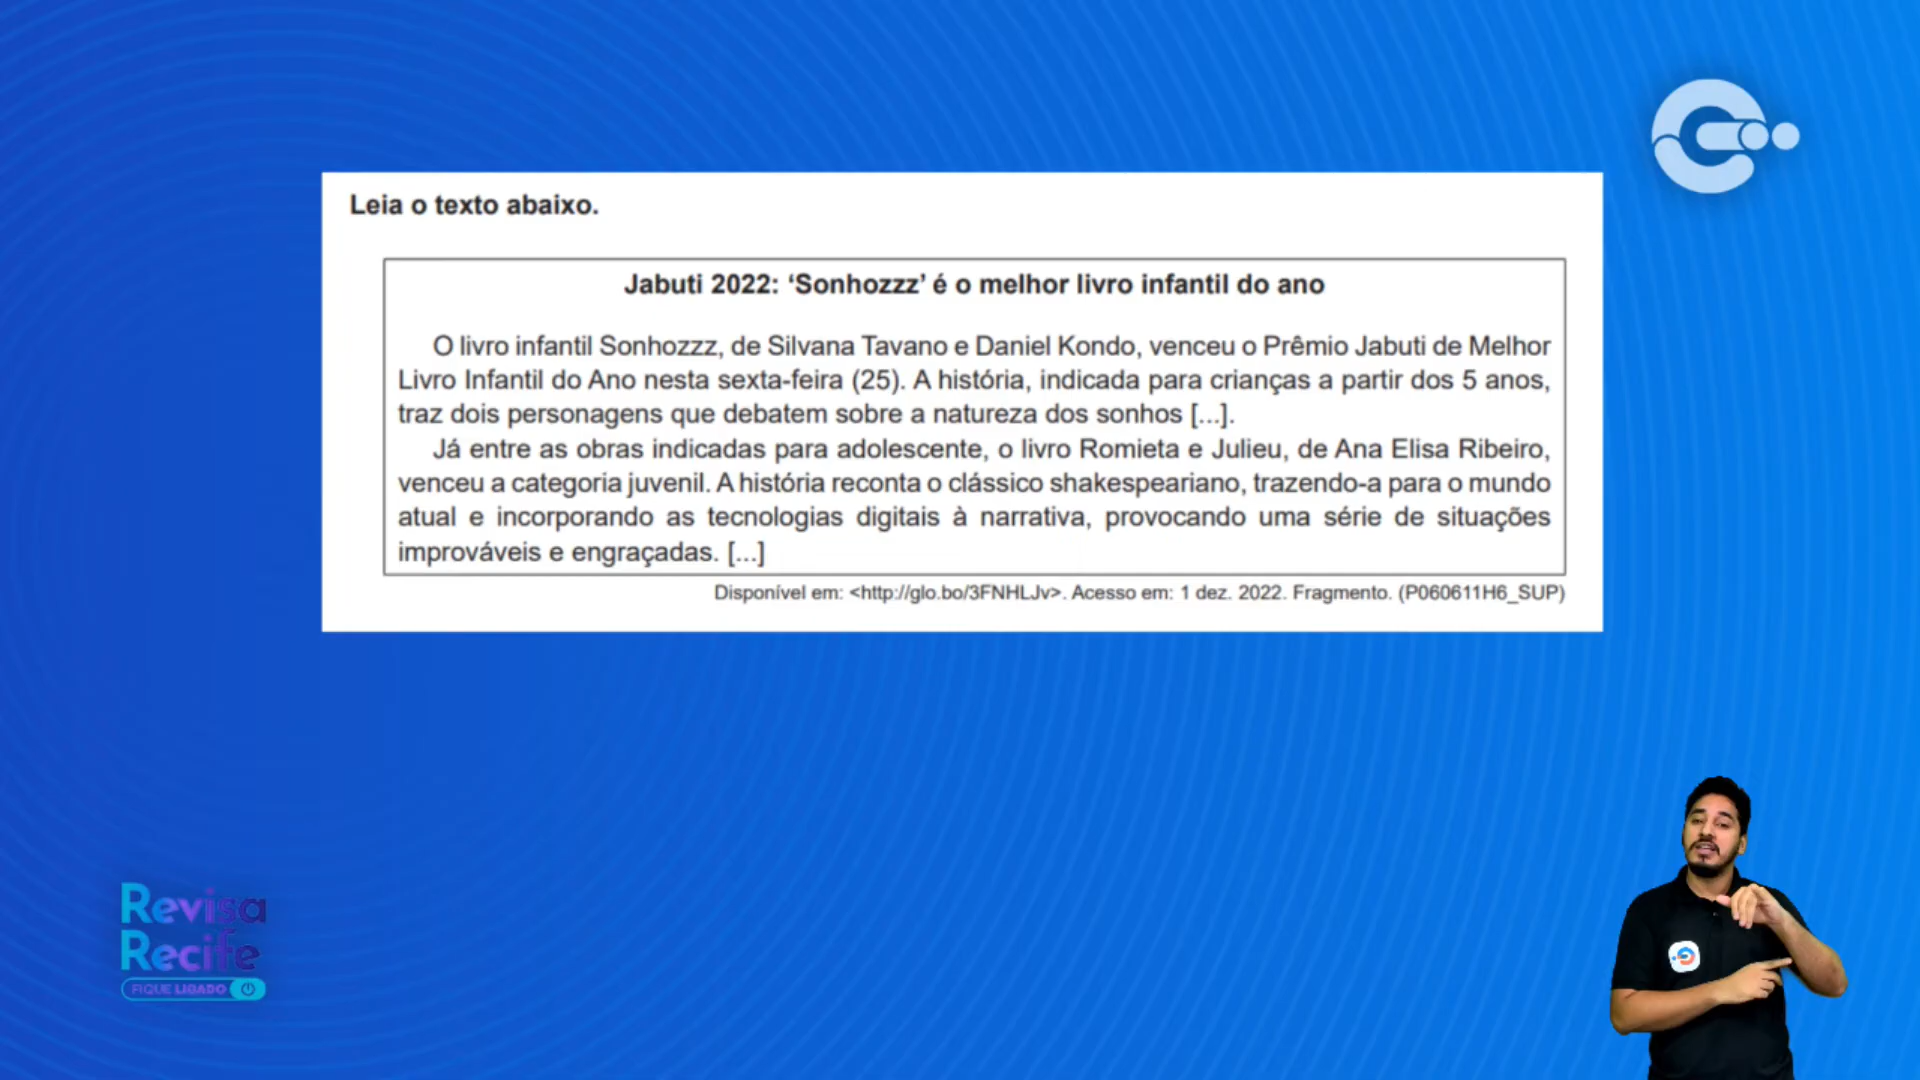 Leia o texto abaixo.
Jabuti 2022: ‘Sonhozzz’ é o melhor livro infantil do ano
O livro infantil Sonhozzz, de Silvana Tavano e Daniel Kondo, venceu o Prêmio Jabuti de Melhor
Livro Infantil do Ano nesta sexta-feira (25). A história, indicada para crianças a partir dos 5 anos,
traz dois personagens que debatem sobre a natureza dos sonhos [...].
Já entre as obras indicadas para adolescente, o livro Romieta e Julieu, de Ana Elisa Ribeiro,
venceu a categoria juvenil. A história reconta o clássico shakespeariano, trazendo-a para o mundo
atual e incorporando as tecnologias digitais à narrativa, provocando uma série de situações
improváveis e engraçadas. [...]
Disponível em: <http://glo.bo/3FNHLJv>. Acesso em: 1 dez. 2022. Fragmento. (P060611H6_SUP)
Revisa
Recife
FIQUE LIGADO